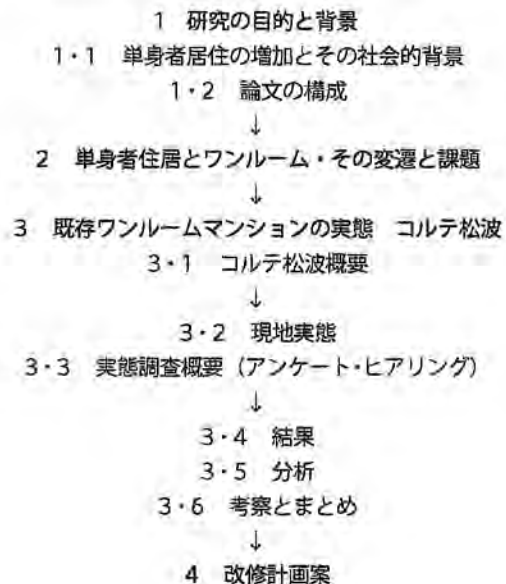 1　研究の目的と背景
1・1　単身者居住の増加とその社会的背景
1・2　論文の構成
↓
2　単身者住居とワンルーム・その変遷と課題
↓
3　既存ワンルームマンションの実態　コルテ松波
3・1　コルテ松波概要
↓
3・2　現地実態
3・3　実態調査概要（アンケート・ヒアリング）
↓
3・4　結果
3・5　分析
3・6　考察とまとめ
↓
4　改修計画案